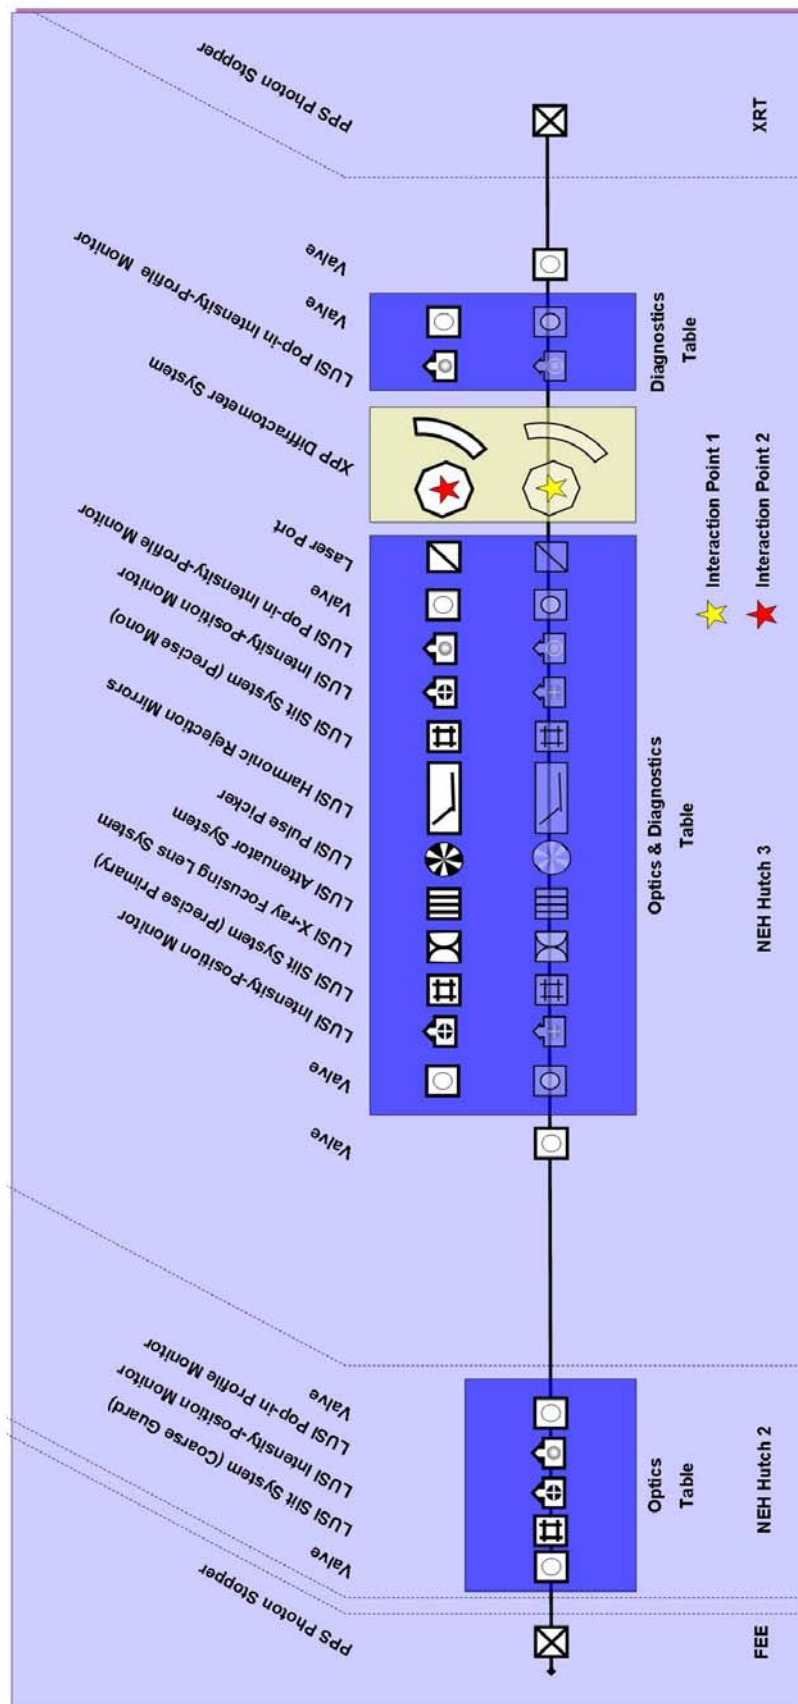 PPS Photon Stopper
Valve
LUSI Slit System (Coarse Guard)
LUSI Intensity-Position Monitor
LUSI Pop-in Profile Monitor
Valve
Valve
Valve
LUSI Intensity-Position Monitor
LUSI Slit System (Precise Primary)
LUSI X-ray Focusing Lens System
LUSI Attenuator System
LUSI Pulse Picker
LUSI Harmonic Rejection Mirrors
LUSI Slit System (Precise Mono)
LUSI Intensity-Position Monitor
LUSI Pop-in Intensity-Profile Monitor
Valve
Laser Port
XPP Diffractometer System
LUSI Pop-in Intensity-Profile Monitor
Valve
Valve
PPS Photon Stopper
Optics
Table
Optics & Diagnostics
Table
Diagnostics
Table
Interaction Point 1
Interaction Point 2
FEE
NEH Hutch 2
NEH Hutch 3
XRT